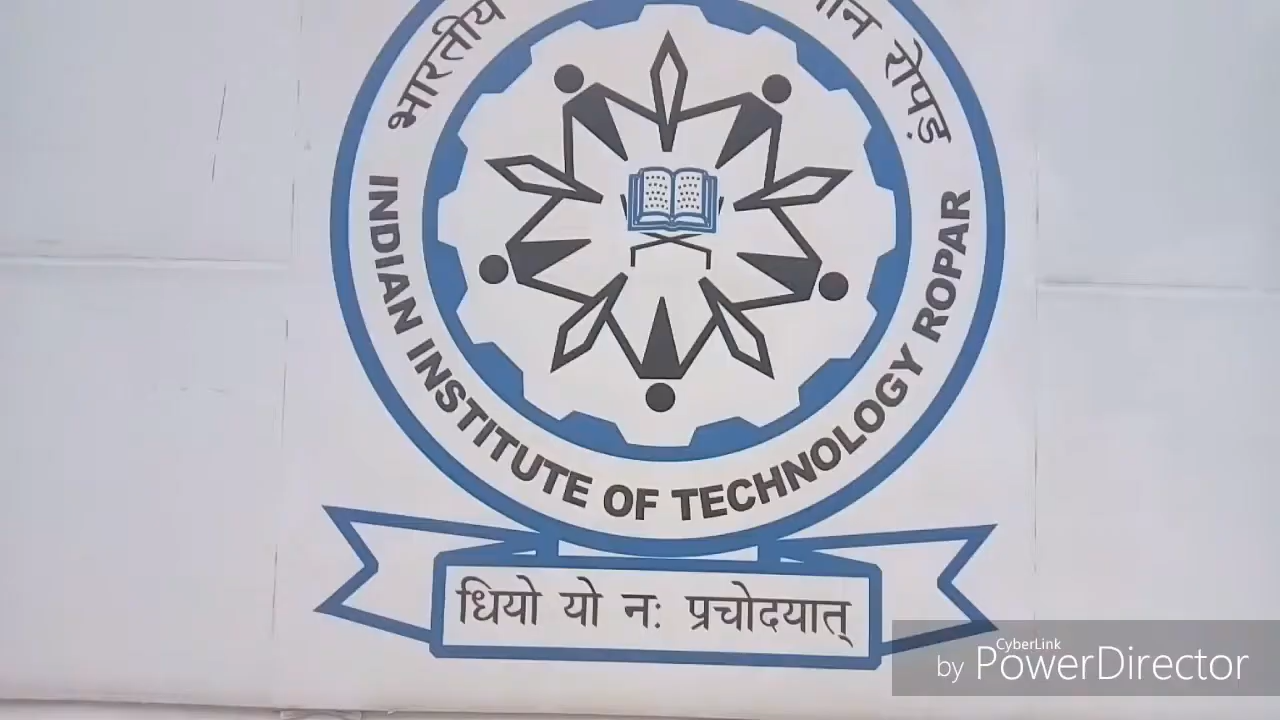 भारतीय
रोपड़
INDIAN INSTITUTE OF TECHNOLOGY ROPAR
धियो यो नः प्रचोदयात्
CyberLink
by PowerDirector